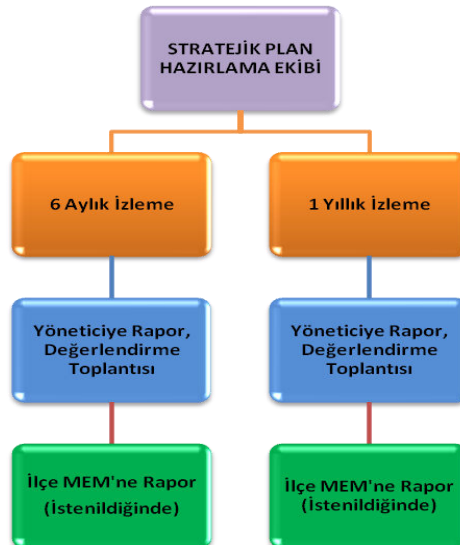 STRATEJİK PLAN
HAZIRLAMA EKİBİ
6 Aylık İzleme
1 Yıllık İzleme
Yöneticiye Rapor,
Değerlendirme
Toplantısı
Yöneticiye Rapor,
Değerlendirme
Toplantısı
İlçe MEM'ne Rapor
(İstenildiğinde)
İlçe MEM'ne Rapor
(İstenildiğinde)